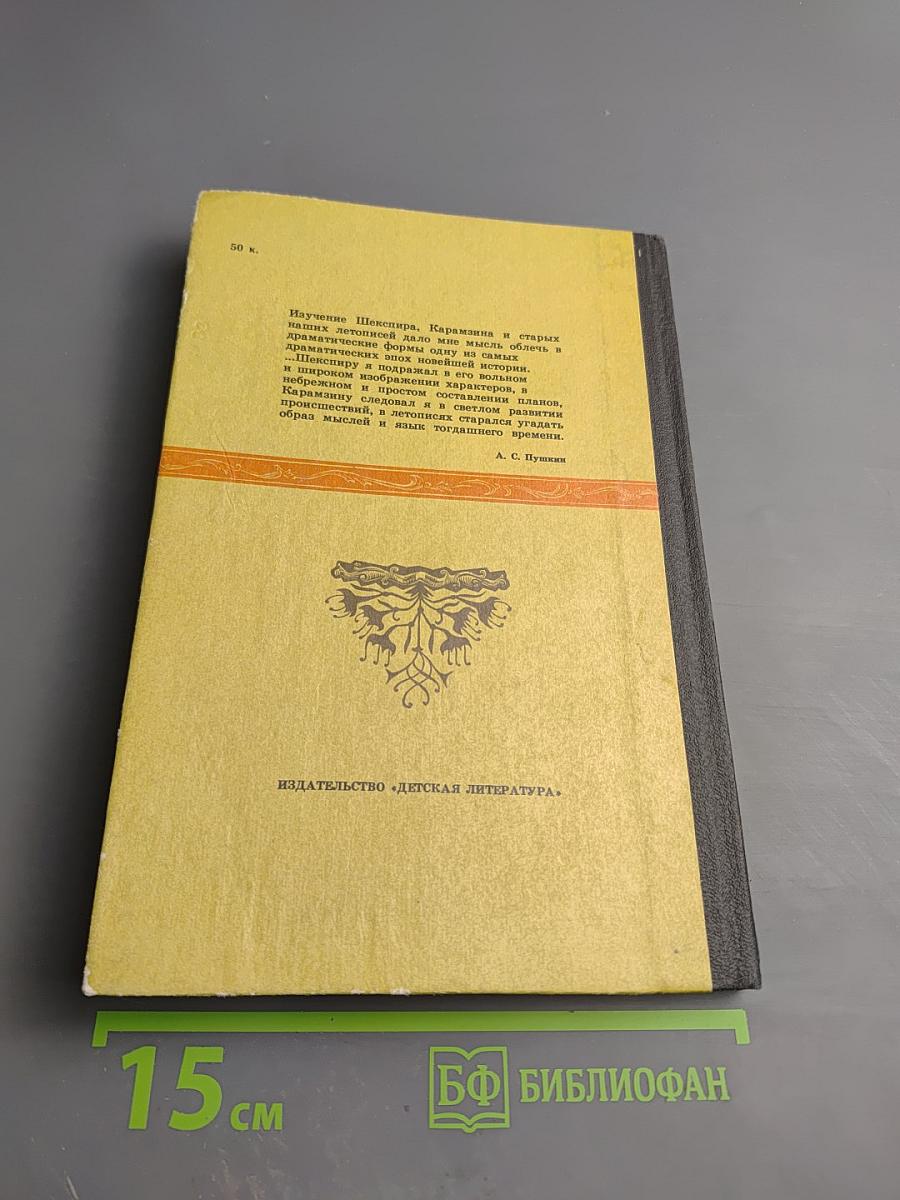 50 к.
Изучение Шекспира, Карамзина и старых
наших летописей дало мне мысль облечь в
драматические формы одну из самых
драматических эпох новейшей истории.
...Шекспиру я подражал в его вольном
и широком изображении характеров, в
небрежном и простом составлении планов,
Карамзину следовал я в светлом развитии
происшествий, в летописях старался угадать
образ мыслей и язык тогдашнего времени.
А. С. Пушкин
ИЗДАТЕЛЬСТВО «ДЕТСКАЯ ЛИТЕРАТУРА»
15 см
БФ БИБЛИОФАН